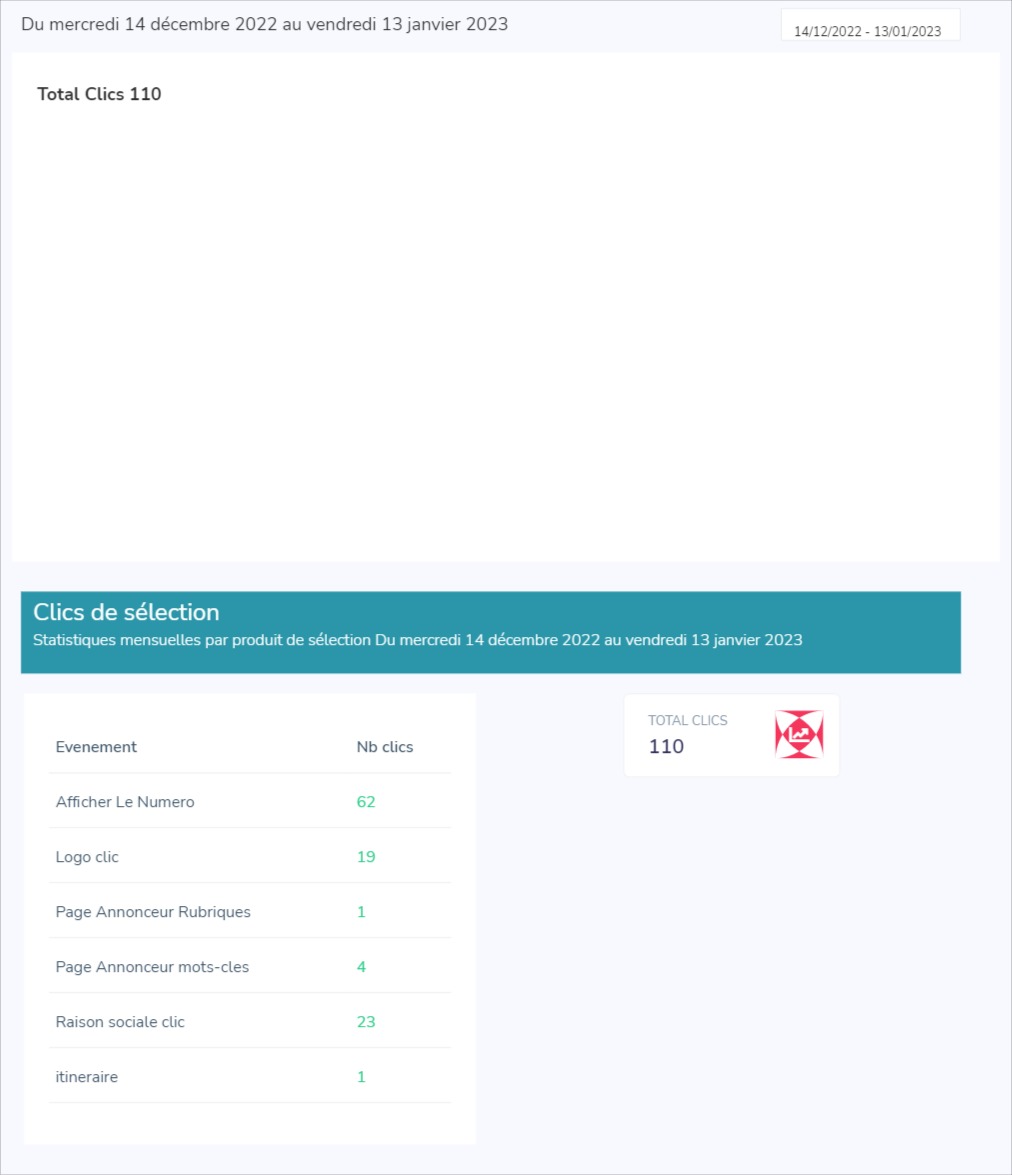 Du mercredi 14 décembre 2022 au vendredi 13 janvier 2023
14/12/2022 - 13/01/2023
Total Clics 110
Clics de sélection
Statistiques mensuelles par produit de sélection Du mercredi 14 décembre 2022 au vendredi 13 janvier 2023
TOTAL CLICS
110
Evenement Nb clics
Afficher Le Numero 62
Logo clic 19
Page Annonceur Rubriques 1
Page Annonceur mots-cles 4
Raison sociale clic 23
itineraire 1